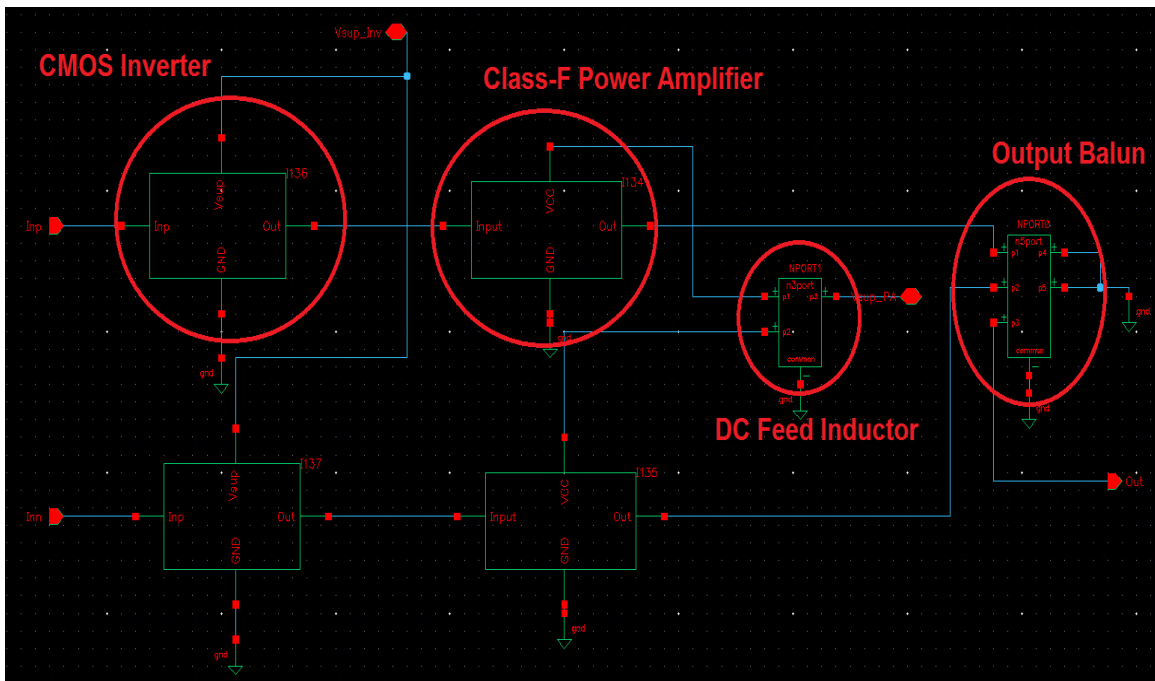 Vsup_Inv
CMOS Inverter
Class-F Power Amplifier
Output Balun
I136
Vsup
Inp
Inp
Out
GND
gnd
I134
VCC
Input
Out
GND
gnd
NPORT1
n3port
p1
p3
p2
common
gnd
Vsup_PA
DC Feed Inductor
NPORT0
n5port
p1
p4
p2
p5
p3
common
gnd
gnd
Out
I137
Vsup
Inn
Inp
Out
GND
gnd
I135
VCC
Input
Out
GND
gnd